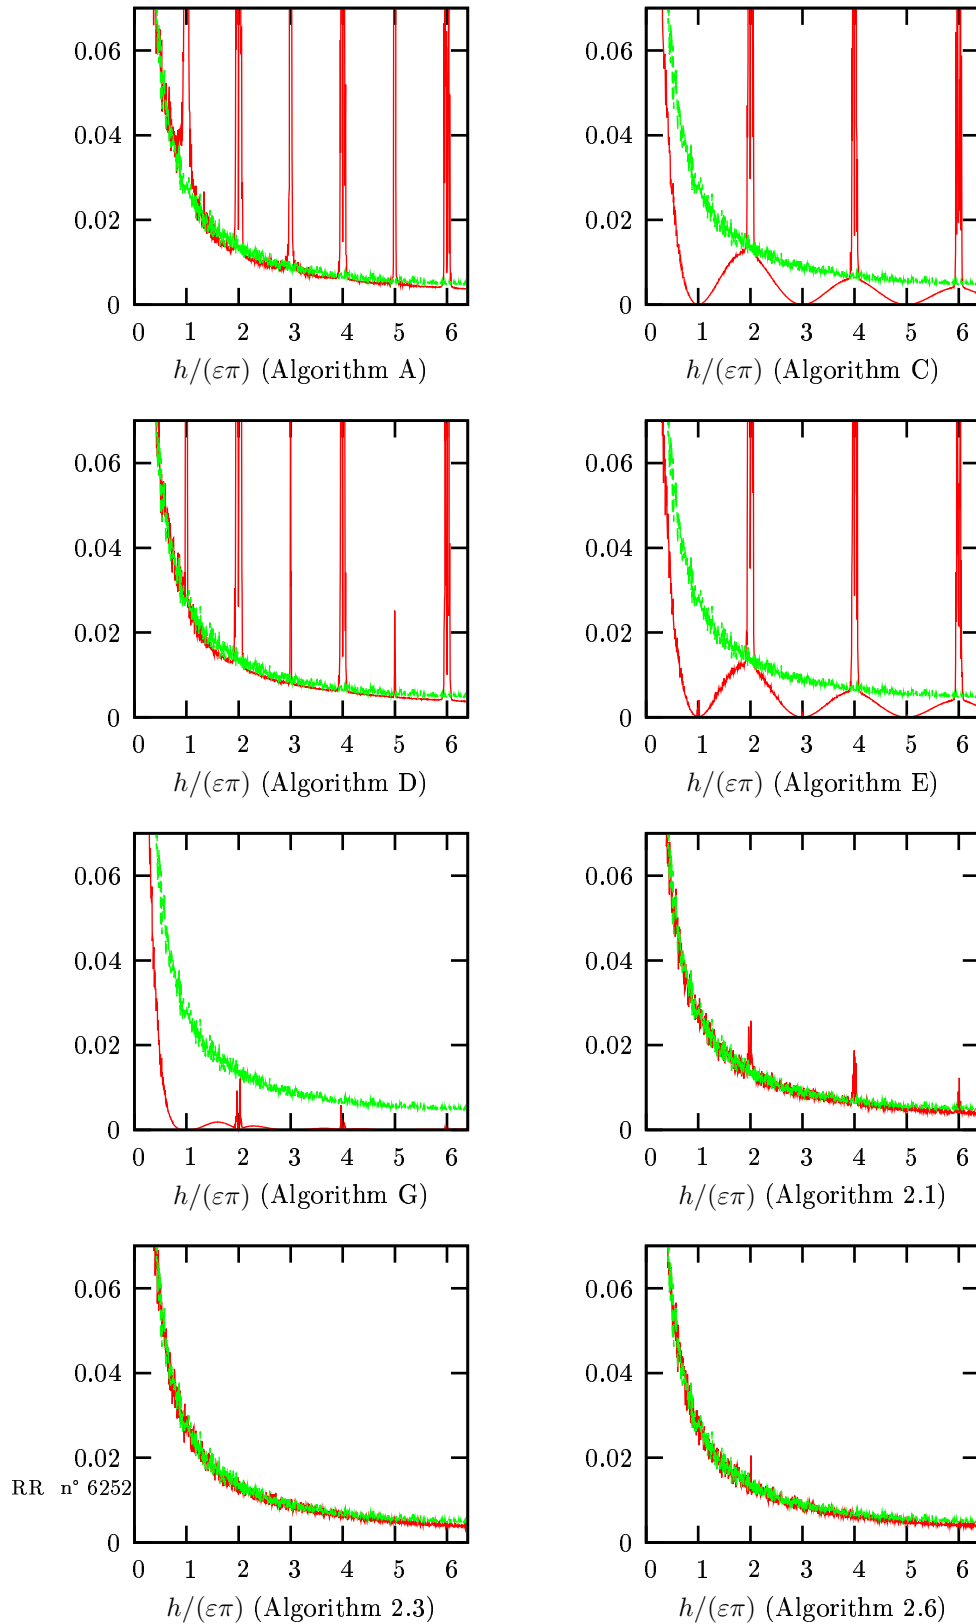 0.06
0.04
0.02
0
0 1 2 3 4 5 6
h/(επ) (Algorithm A)
0.06
0.04
0.02
0
0 1 2 3 4 5 6
h/(επ) (Algorithm C)
0.06
0.04
0.02
0
0 1 2 3 4 5 6
h/(επ) (Algorithm D)
0.06
0.04
0.02
0
0 1 2 3 4 5 6
h/(επ) (Algorithm E)
0.06
0.04
0.02
0
0 1 2 3 4 5 6
h/(επ) (Algorithm G)
0.06
0.04
0.02
0
0 1 2 3 4 5 6
h/(επ) (Algorithm 2.1)
0.06
0.04
0.02
RR n° 6252
0
0 1 2 3 4 5 6
h/(επ) (Algorithm 2.3)
0.06
0.04
0.02
0
0 1 2 3 4 5 6
h/(επ) (Algorithm 2.6)